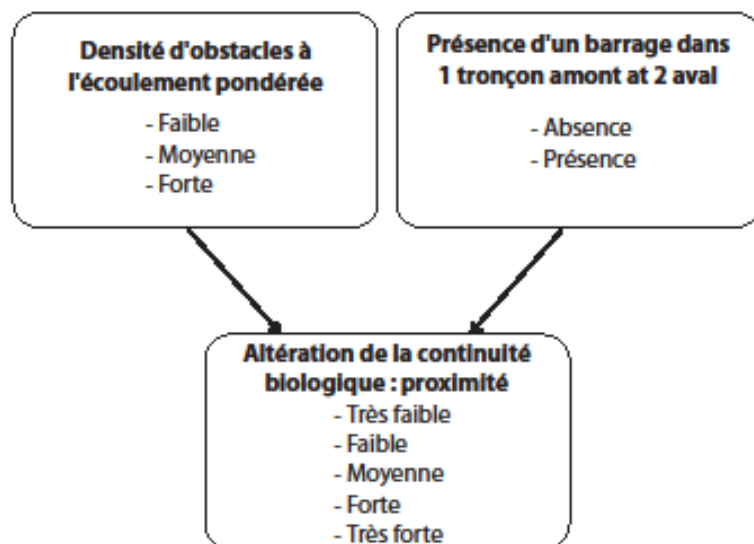 Densité d'obstacles à
l'écoulement pondérée
- Faible
- Moyenne
- Forte
Présence d'un barrage dans
1 tronçon amont at 2 aval
- Absence
- Présence
Altération de la continuité
biologique : proximité
- Très faible
- Faible
- Moyenne
- Forte
- Très forte